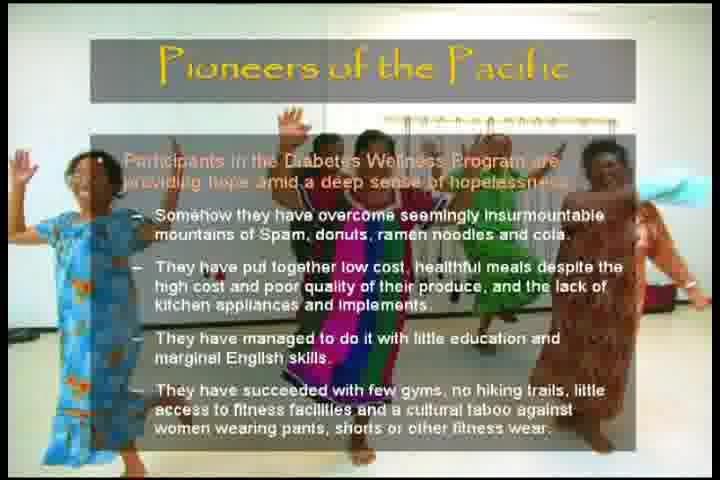 Pioneers of the Pacific
Participants in the Diabetes Wellness Program are
providing hope amid a deep sense of hopelessness.
– Somehow they have overcome seemingly insurmountable
mountains of Spam, donuts, ramen noodles and cola.
– They have put together low cost, healthful meals despite the
high cost and poor quality of their produce, and the lack of
kitchen appliances and implements.
– They have managed to do it with little education and
marginal English skills.
– They have succeeded with few gyms, no hiking trails, little
access to fitness facilities and a cultural taboo against
women wearing pants, shorts or other fitness wear.